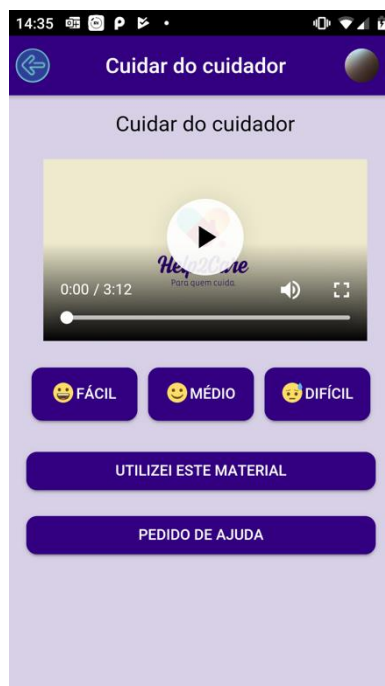 14:35
Cuidar do cuidador
Cuidar do cuidador
Help2Care
Para quem cuida.
0:00 / 3:12
FÁCIL
MÉDIO
DIFÍCIL
UTILIZEI ESTE MATERIAL
PEDIDO DE AJUDA